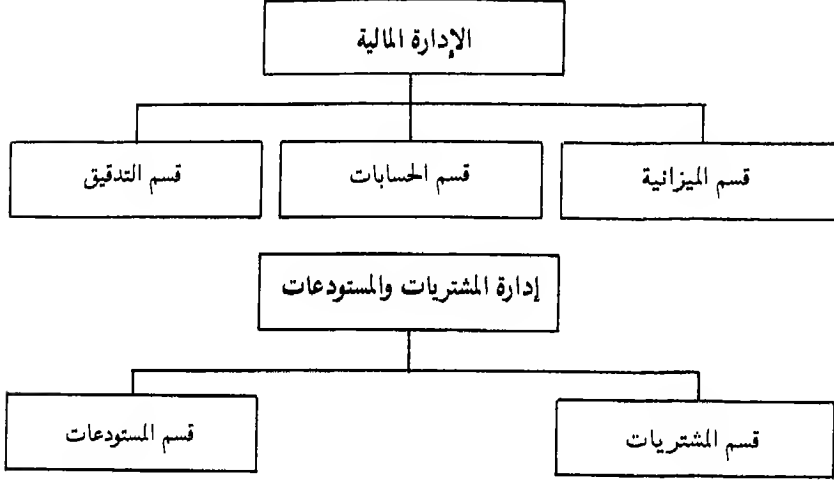 الإدارة المالية
قسم الميزانية
قسم الحسابات
قسم التدقيق
إدارة المشتريات والمستودعات
قسم المشتريات
قسم المستودعات